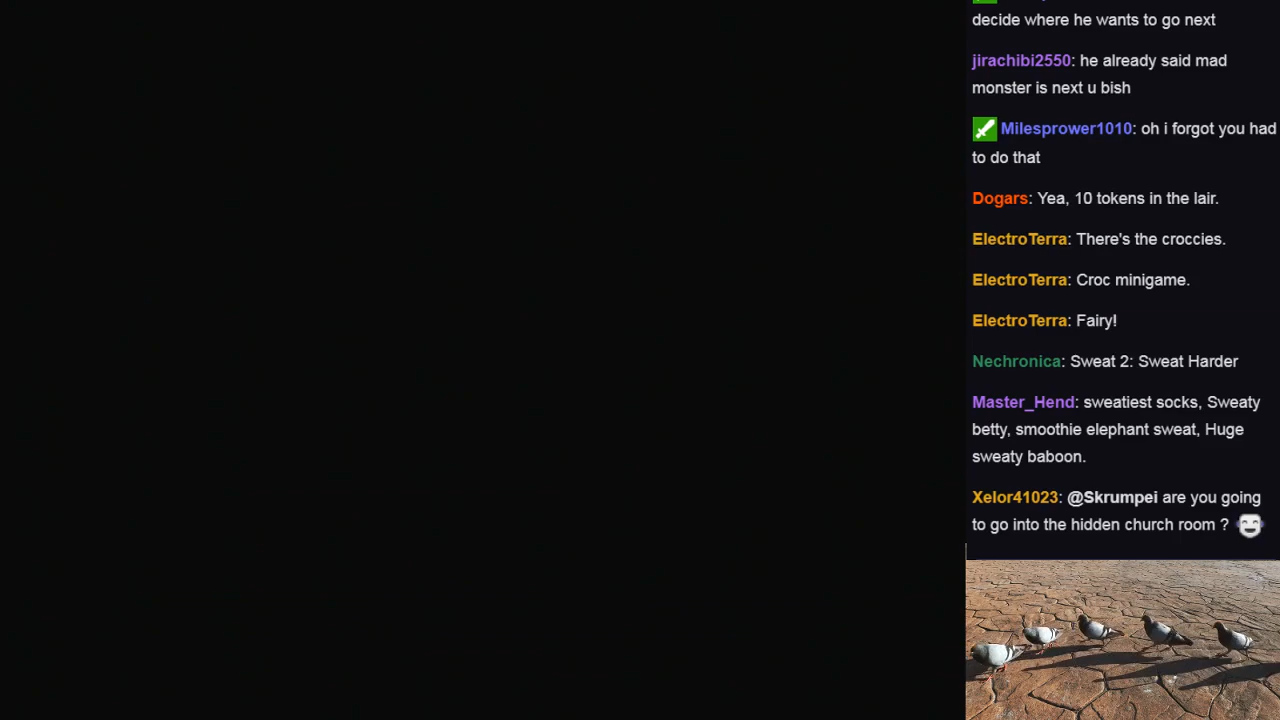 decide where he wants to go next
jirachibi2550: he already said mad
monster is next u bish
Milesprower1010: oh i forgot you had
to do that
Dogars: Yea, 10 tokens in the lair.
ElectroTerra: There's the croccies.
ElectroTerra: Croc minigame.
ElectroTerra: Fairy!
Nechronica: Sweat 2: Sweat Harder
Master_Hend: sweatiest socks, Sweaty
betty, smoothie elephant sweat, Huge
sweaty baboon.
Xelor41023: @Skrumpei are you going
to go into the hidden church room ?